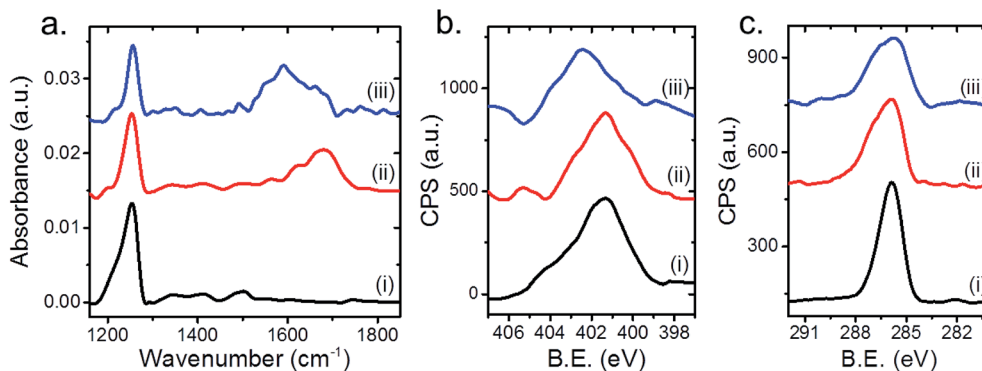 a.
Absorbance (a.u.)
0.03
0.02
0.01
0.00
(iii)
(ii)
(i)
1200 1400 1600 1800
Wavenumber (cm⁻¹)
b.
CPS (a.u.)
1000
500
0
(iii)
(ii)
(i)
406 404 402 400 398
B.E. (eV)
c.
CPS (a.u.)
900
600
300
(iii
(ii
(i)
291 288 285 282
B.E. (eV)